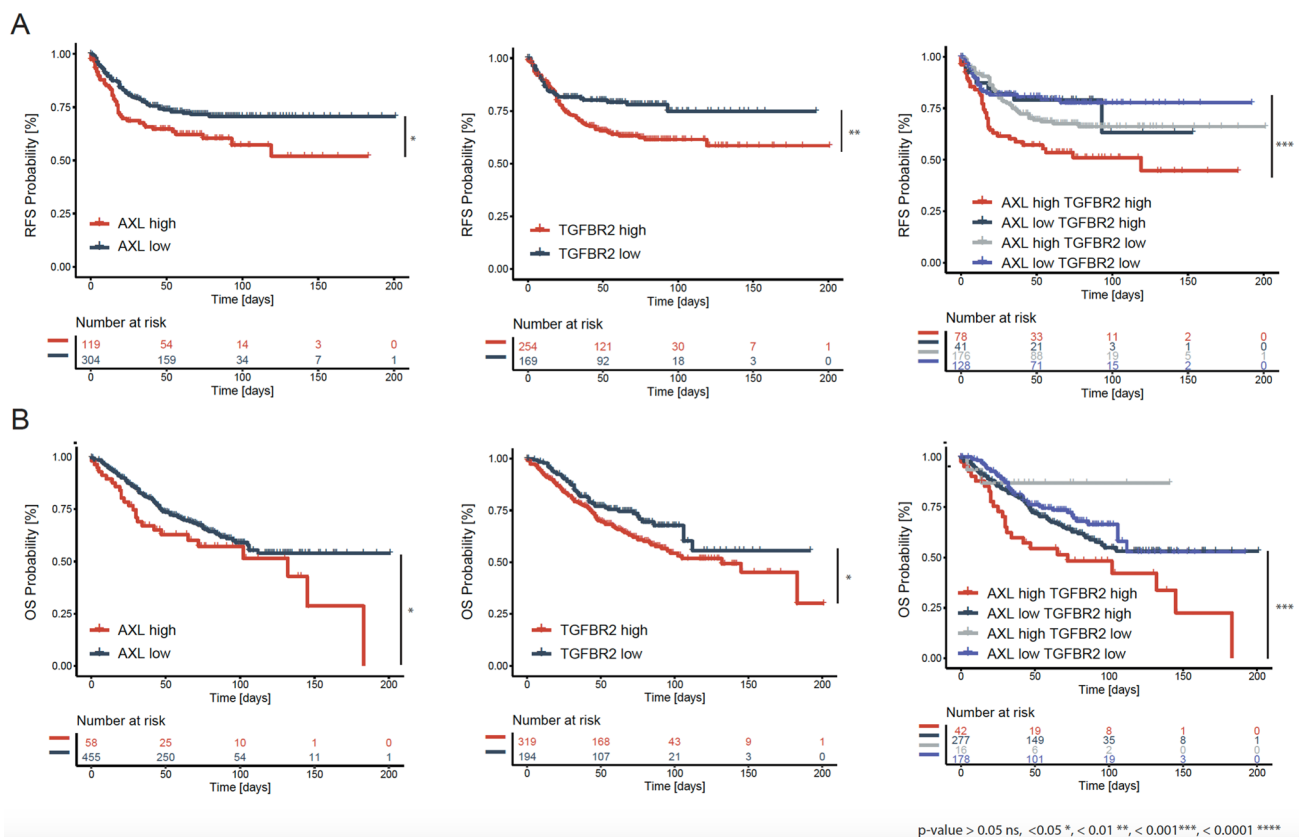 A
RFS Probability [%]
1.00
0.75
0.50
0.25
0.00
AXL high
AXL low
*
0 50 100 150 200
Time [days]
Number at risk
119 54 14 3 0
304 159 34 7 1
0 50 100 150 200
Time [days]
RFS Probability [%]
1.00
0.75
0.50
0.25
0.00
TGFBR2 high
TGFBR2 low
**
0 50 100 150 200
Time [days]
Number at risk
254 121 30 7 1
169 92 18 3 0
0 50 100 150 200
Time [days]
RFS Probability [%]
1.00
0.75
0.50
0.25
0.00
AXL high TGFBR2 high
AXL low TGFBR2 high
AXL high TGFBR2 low
AXL low TGFBR2 low
***
0 50 100 150 200
Time [days]
Number at risk
78 33 11 2 0
41 21 3 1 0
176 88 19 5 1
128 71 15 2 0
0 50 100 150 200
Time [days]
B
OS Probability [%]
1.00
0.75
0.50
0.25
0.00
AXL high
AXL low
*
0 50 100 150 200
Time [days]
Number at risk
58 25 10 1 0
455 250 54 11 1
0 50 100 150 200
Time [days]
OS Probability [%]
1.00
0.75
0.50
0.25
0.00
TGFBR2 high
TGFBR2 low
*
0 50 100 150 200
Time [days]
Number at risk
319 168 43 9 1
194 107 21 3 0
0 50 100 150 200
Time [days]
OS Probability [%]
1.00
0.75
0.50
0.25
0.00
AXL high TGFBR2 high
AXL low TGFBR2 high
AXL high TGFBR2 low
AXL low TGFBR2 low
***
0 50 100 150 200
Time [days]
Number at risk
42 19 8 1 0
277 149 35 8 1
16 6 2 0 0
178 101 19 3 0
0 50 100 150 200
Time [days]
p-value > 0.05 ns, <0.05 *, < 0.01 **, < 0.001***, < 0.0001 ****